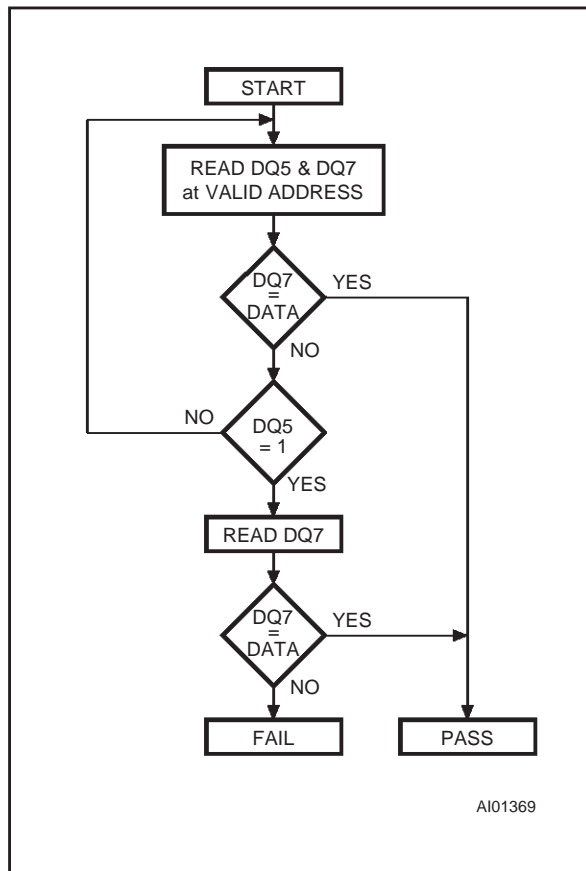 START
READ DQ5 & DQ7
at VALID ADDRESS
DQ7
=
DATA
YES
NO
NO
DQ5
= 1
YES
READ DQ7
DQ7
=
DATA
YES
NO
FAIL
PASS
AI01369